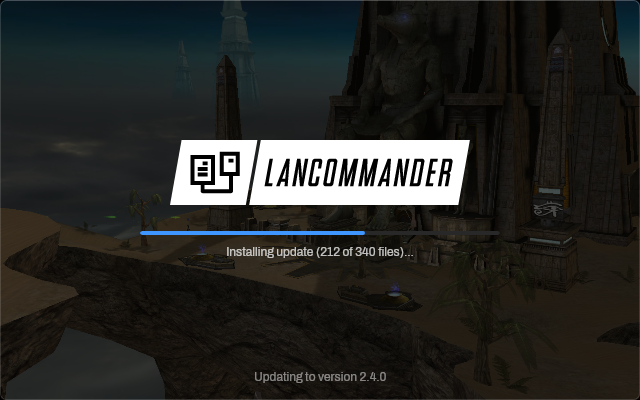 LANCOMMANDER
Installing update (212 of 340 files)...
Updating to version 2.4.0